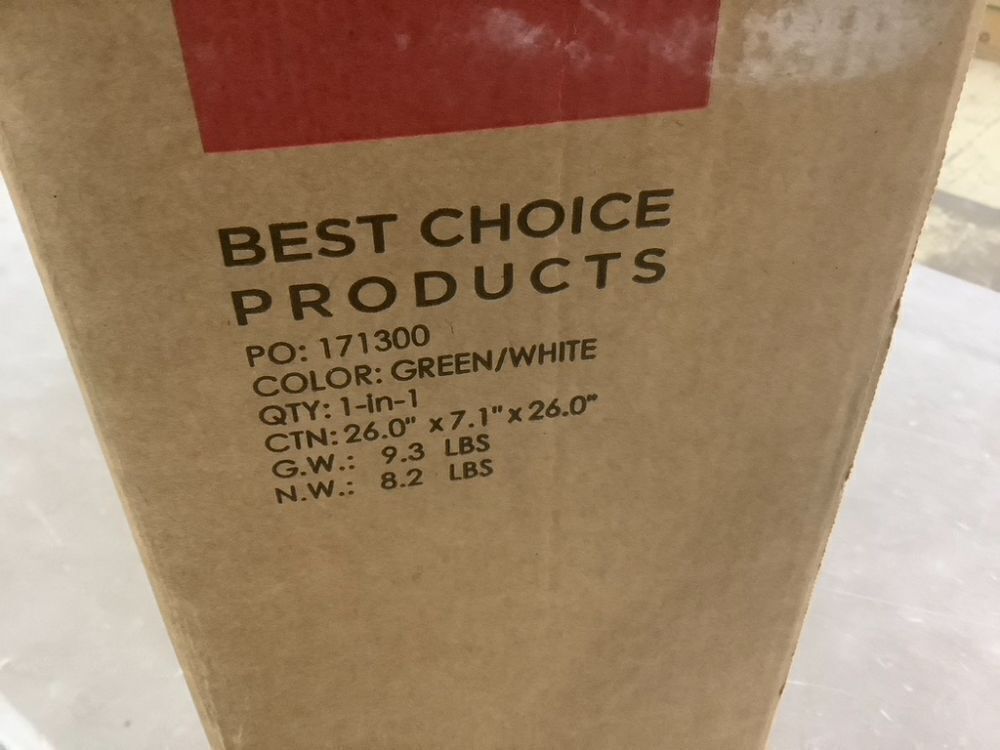 BEST CHOICE
PRODUCTS
PO: 171300
COLOR: GREEN/WHITE
QTY: 1-in-1
CTN: 26.0" x 7.1" x 26.0"
G.W.: 9.3 LBS
N.W.: 8.2 LBS